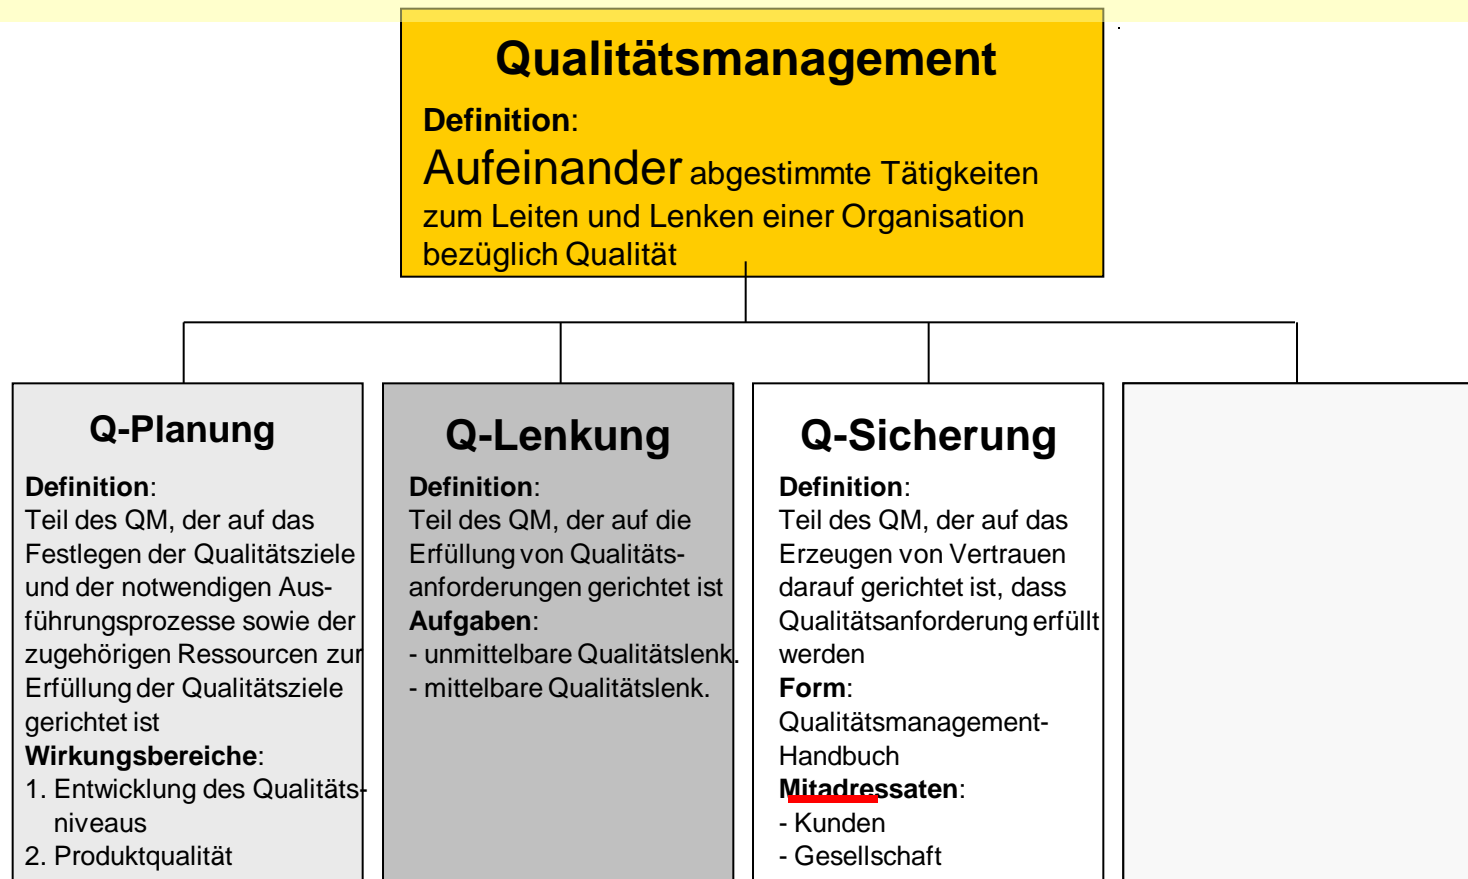 Qualitätsmanagement
Definition:
Aufeinander abgestimmte Tätigkeiten
zum Leiten und Lenken einer Organisation
bezüglich Qualität
Q-Planung
Definition:
Teil des QM, der auf das
Festlegen der Qualitätsziele
und der notwendigen Aus-
führungsprozesse sowie der
zugehörigen Ressourcen zur
Erfüllung der Qualitätsziele
gerichtet ist
Wirkungsbereiche:
1. Entwicklung des Qualitäts-
niveaus
2. Produktqualität
Q-Lenkung
Definition:
Teil des QM, der auf die
Erfüllung von Qualitäts-
anforderungen gerichtet ist
Aufgaben:
- unmittelbare Qualitätslenk.
- mittelbare Qualitätslenk.
Q-Sicherung
Definition:
Teil des QM, der auf das
Erzeugen von Vertrauen
darauf gerichtet ist, dass
Qualitätsanforderung erfüllt
werden
Form:
Qualitätsmanagement-
Handbuch
Mitadressaten:
- Kunden
- Gesellschaft